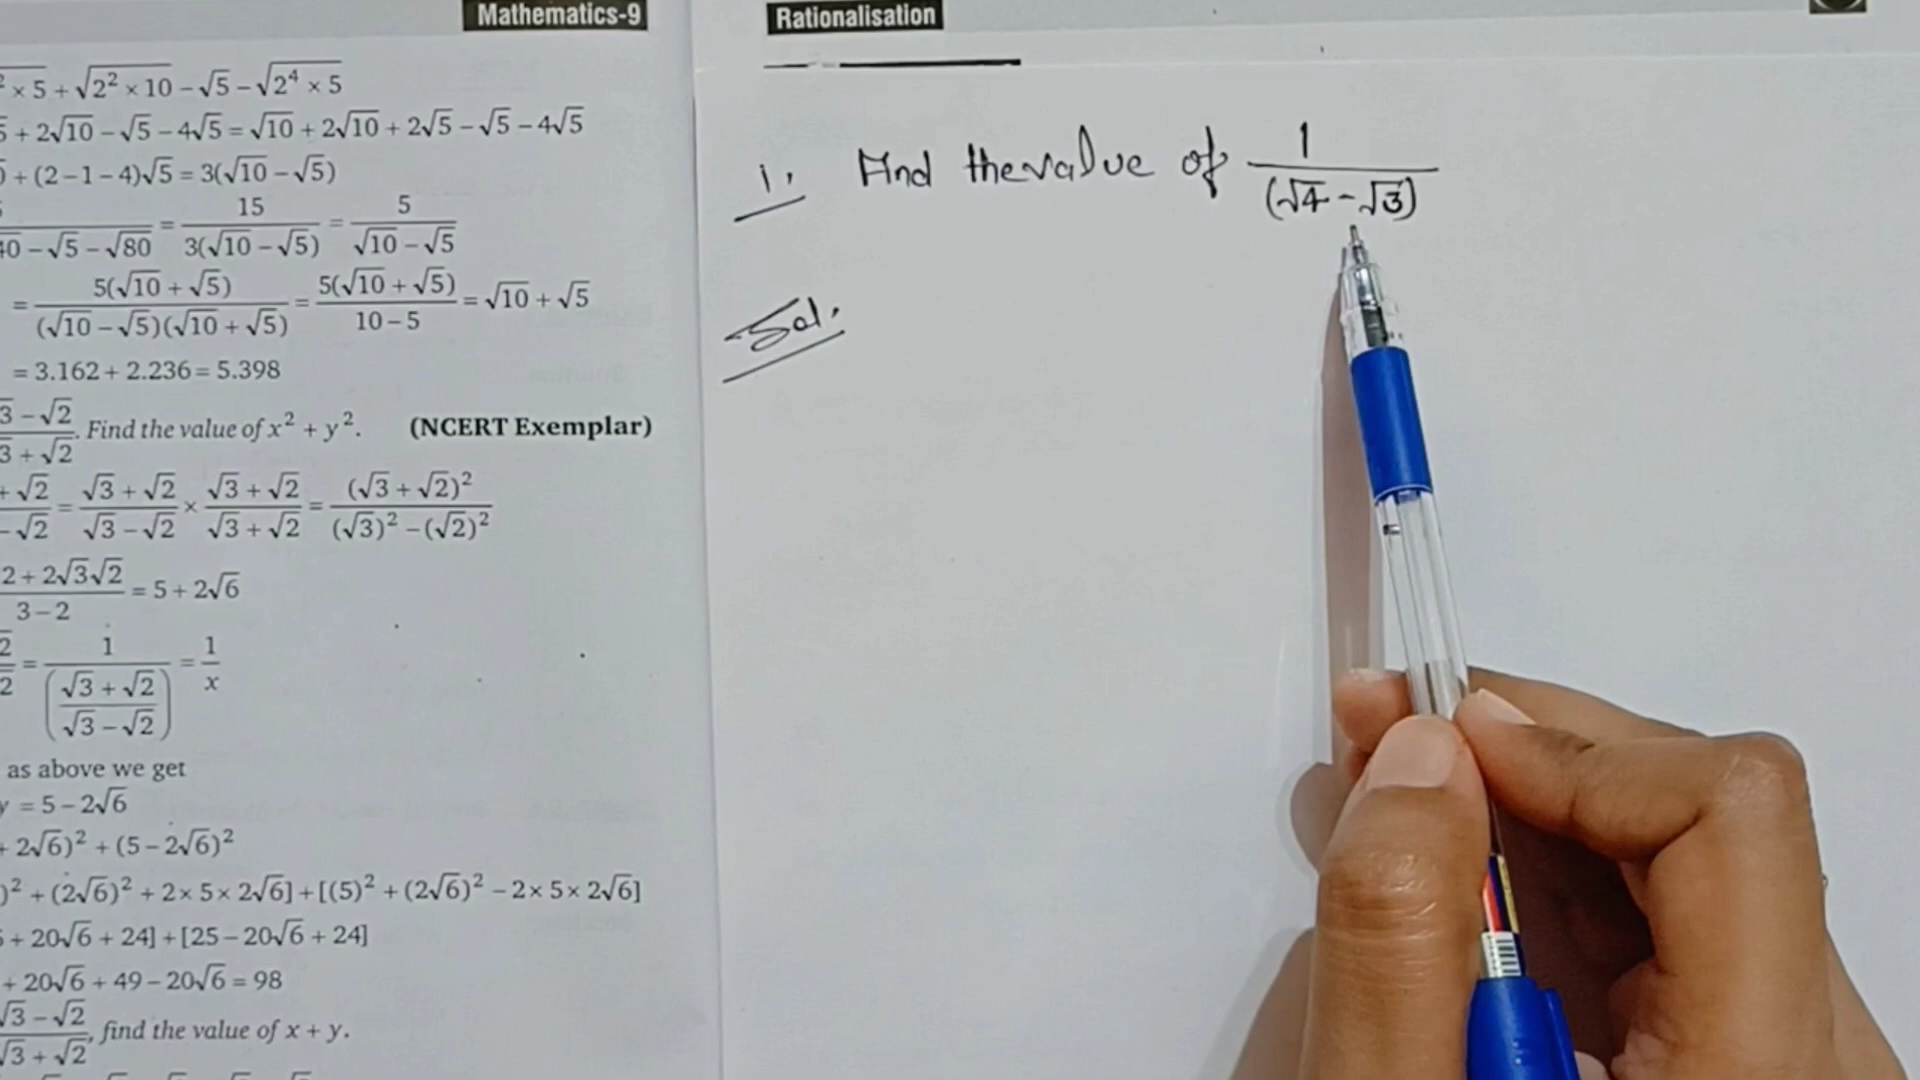 Mathematics-9
² × 5 + √2² × 10 − √5 − √2⁴ × 5
5 + 2√10 − √5 − 4√5 = √10 + 2√10 + 2√5 − √5 − 4√5
+ (2−1−4)√5 = 3(√10 − √5)
40 − √5 − √80 = 15/3(√10 − √5) = 5/√10 − √5
= 5(√10 + √5)/(√10 − √5)(√10 + √5) = 5(√10 + √5)/10 − 5 = √10 + √5
= 3.162 + 2.236 = 5.398
3 − √2/3 + √2. Find the value of x² + y². (NCERT Exemplar)
+ √2/− √2 = √3 + √2/√3 − √2 × √3 + √2/√3 + √2 = (√3 + √2)²/(√3)² − (√2)²
2 + 2√3√2/3 − 2 = 5 + 2√6
2/2 = 1/(√3 + √2/√3 − √2) = 1/x
as above we get
y = 5 − 2√6
+ 2√6)² + (5 − 2√6)²
)² + (2√6)² + 2 × 5 × 2√6] + [(5)² + (2√6)² − 2 × 5 × 2√6]
+ 20√6 + 24] + [25 − 20√6 + 24]
+ 20√6 + 49 − 20√6 = 98
√3 − √2/√3 + √2, find the value of x + y.
Rationalisation
1. Find the value of 1/(√4 − √3)
Sol.